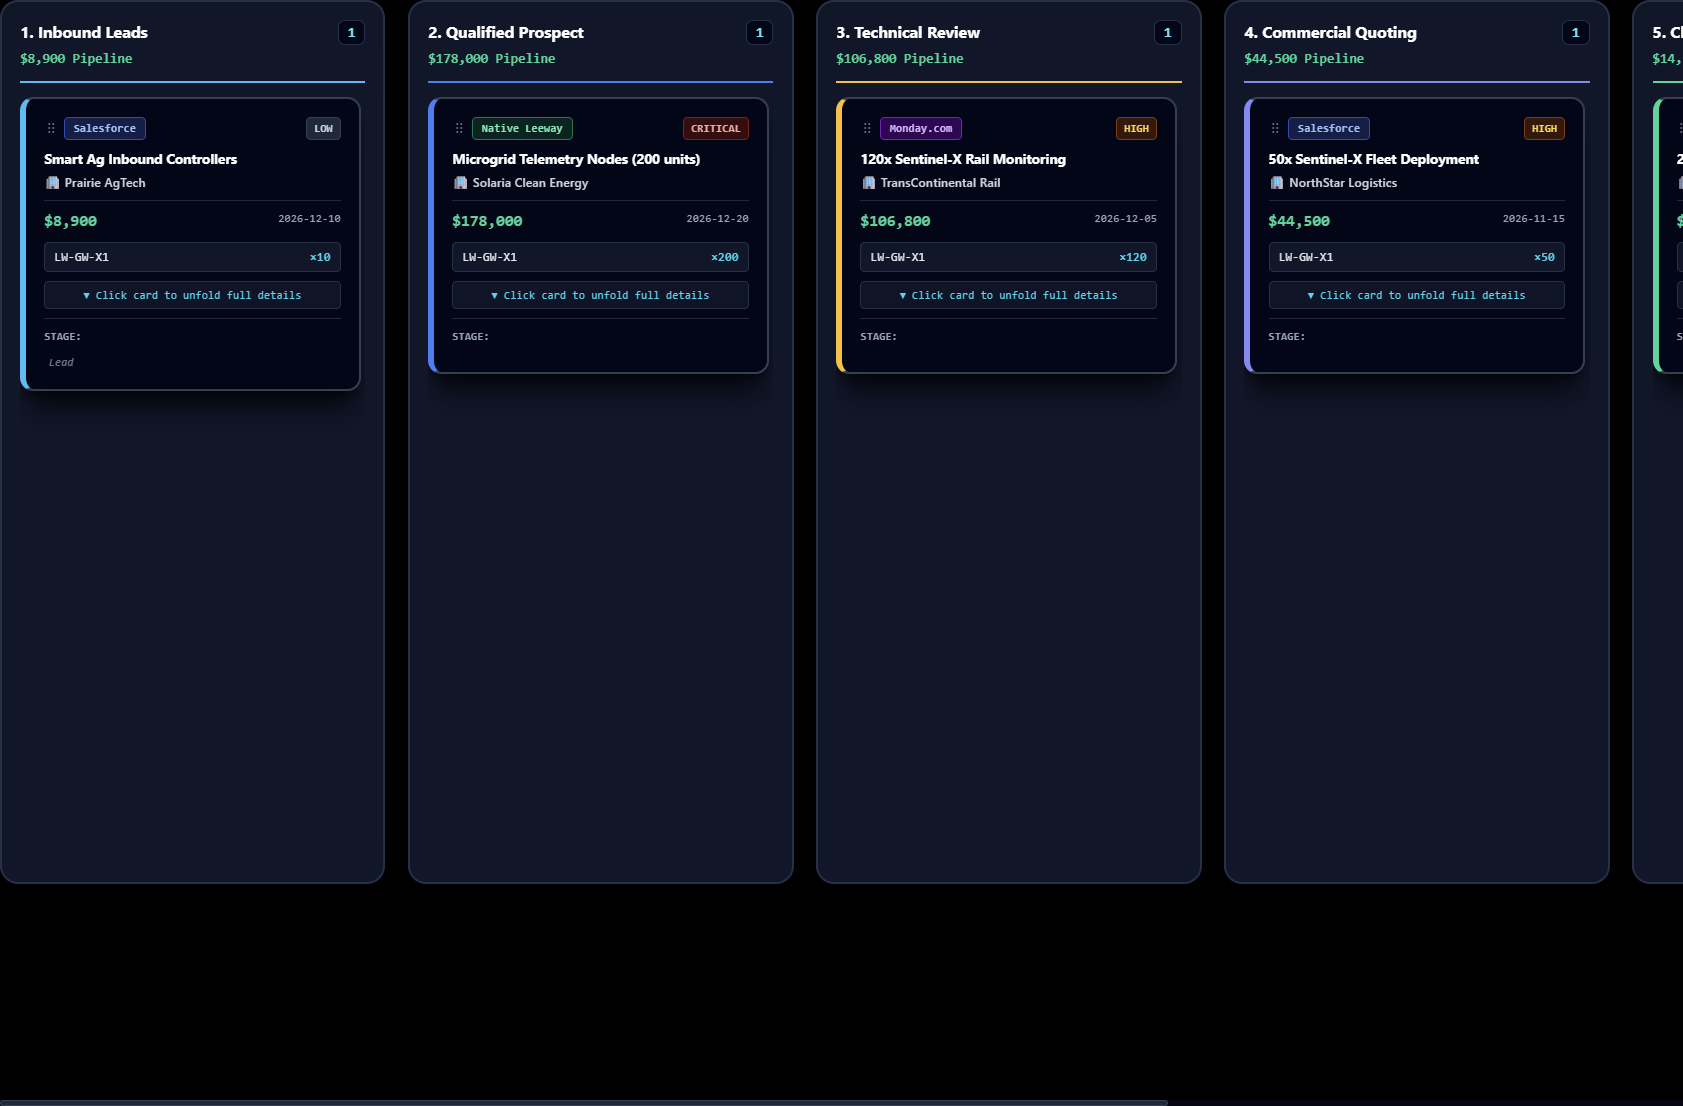 1. Inbound Leads
1
$8,900 Pipeline
Salesforce
LOW
Smart Ag Inbound Controllers
Prairie AgTech
$8,900
2026-12-10
LW-GW-X1
×10
▼ Click card to unfold full details
STAGE:
Lead
2. Qualified Prospect
1
$178,000 Pipeline
Native Leeway
CRITICAL
Microgrid Telemetry Nodes (200 units)
Solaria Clean Energy
$178,000
2026-12-20
LW-GW-X1
×200
▼ Click card to unfold full details
STAGE:
3. Technical Review
1
$106,800 Pipeline
Monday.com
HIGH
120x Sentinel-X Rail Monitoring
TransContinental Rail
$106,800
2026-12-05
LW-GW-X1
×120
▼ Click card to unfold full details
STAGE:
4. Commercial Quoting
1
$44,500 Pipeline
Salesforce
HIGH
50x Sentinel-X Fleet Deployment
NorthStar Logistics
$44,500
2026-11-15
LW-GW-X1
×50
▼ Click card to unfold full details
STAGE:
5.
$14,
2
$